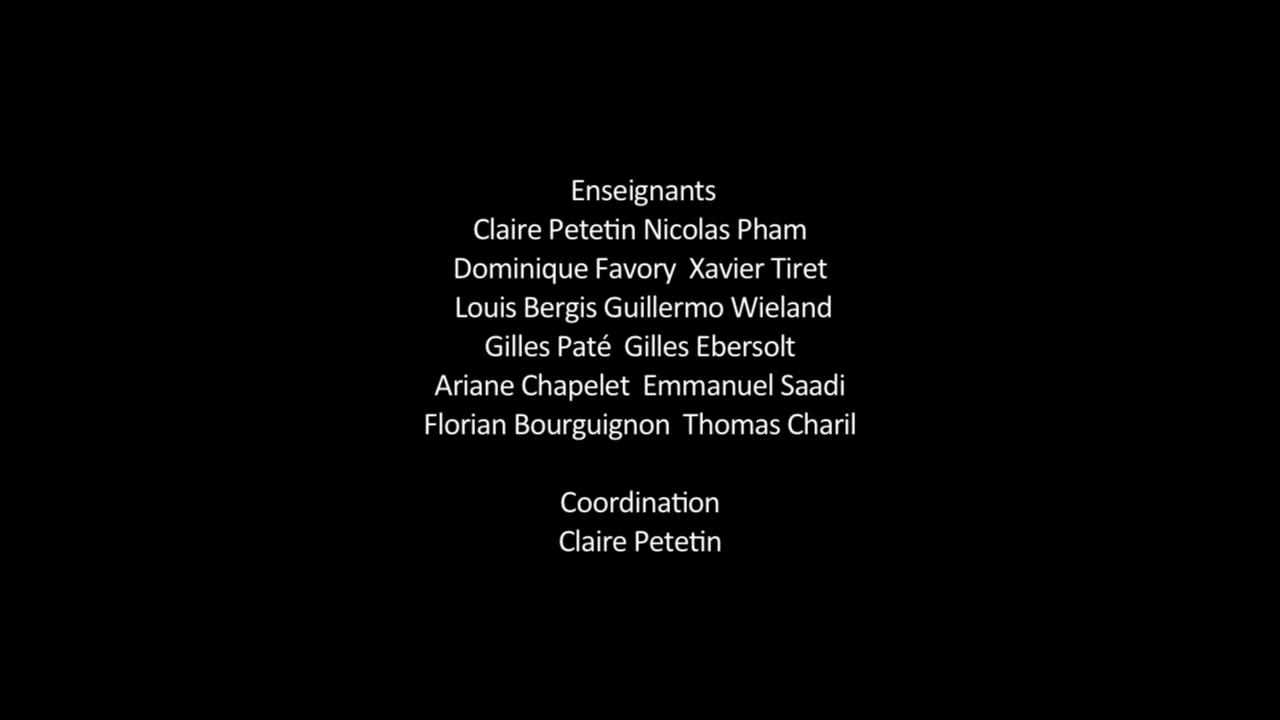 Enseignants
Claire Petetin Nicolas Pham
Dominique Favory Xavier Tiret
Louis Bergis Guillermo Wieland
Gilles Paté Gilles Ebersolt
Ariane Chapelet Emmanuel Saadi
Florian Bourguignon Thomas Charil
Coordination
Claire Petetin